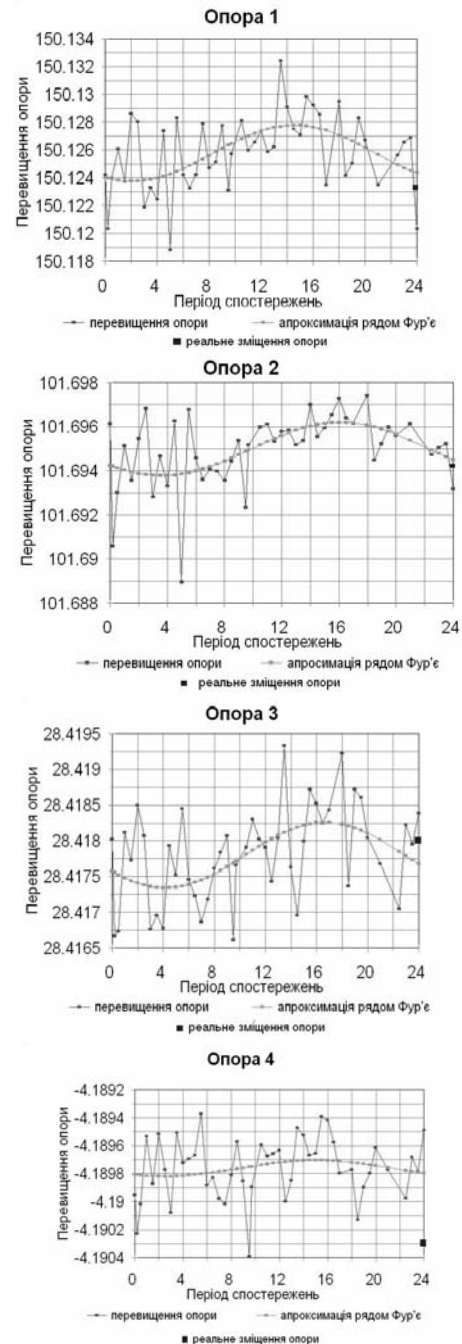 Опора 1
Перевищення опори
150.134
150.132
150.13
150.128
150.126
150.124
150.122
150.12
150.118
0 4 8 12 16 20 24
Період спостережень
перевищення опори апроксимація рядом Фур'є
реальне зміщення опори
Опора 2
Перевищення опори
101.698
101.696
101.694
101.692
101.69
101.688
0 4 8 12 16 20 24
Період спостережень
перевищення опори апросимація рядом Фур'є
реальне зміщення опори
Опора 3
Перевищення опори
28.4195
28.419
28.4185
28.418
28.4175
28.417
28.4165
0 4 8 12 16 20 24
Період спостережень
перевищення опори апроксимація рядом Фур'є
реальне зміщення опори
Опора 4
Перевищення опори
-4.1892
-4.1894
-4.1896
-4.1898
-4.19
-4.1902
-4.1904
0 4 8 12 16 20 24
Період спостережень
перевищення опори апроксимація рядом Фур'є
реальне зміщення опори